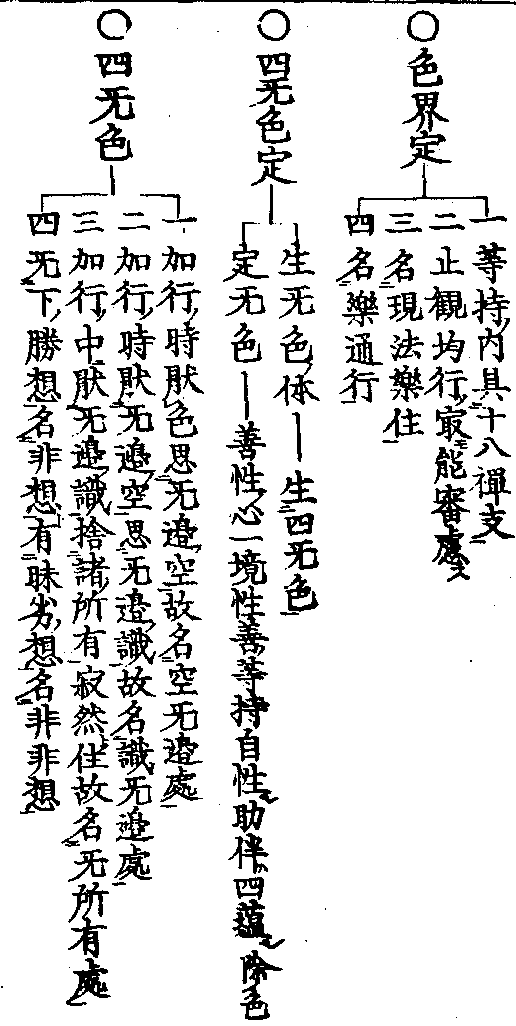 〇色界定
一 等持內具十八禪支
二 止觀均行寂能審慮
三 名現法樂住
四 名樂通行
〇四无色定
生无色体 生四无色
定无色 善性心一境性善等持自性助伴四蘊除色
〇四无色
一 加行時猒色思无邉空故名空无邉處
二 加行時猒无邉空思无邉識故名識无邉處
三 加行中猒无邉識捨諸所有寂然住故名无所有處
四 无下勝想名非想有昧劣想名非非想